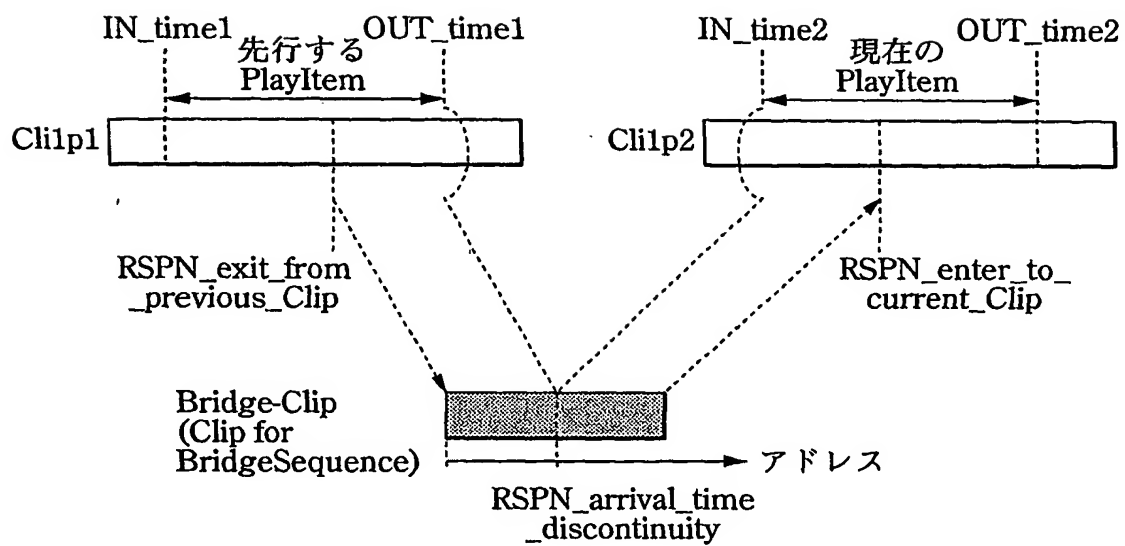 IN_time1
先行する
PlayItem
OUT_time1
IN_time2
現在の
PlayItem
OUT_time2
Cli1p1
Cli1p2
RSPN_exit_from
_previous_Clip
RSPN_enter_to_
current_Clip
Bridge-Clip
(Clip for
BridgeSequence)
アドレス
RSPN_arrival_time
_discontinuity